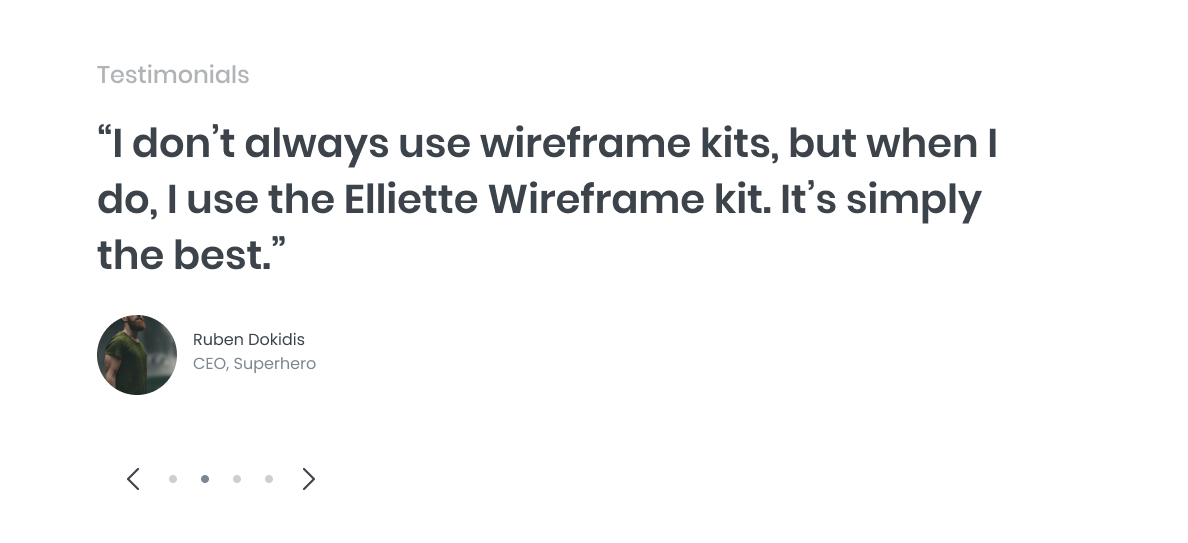 Testimonials
“I don’t always use wireframe kits, but when I
do, I use the Elliette Wireframe kit. It’s simply
the best.”
Ruben Dokidis
CEO, Superhero